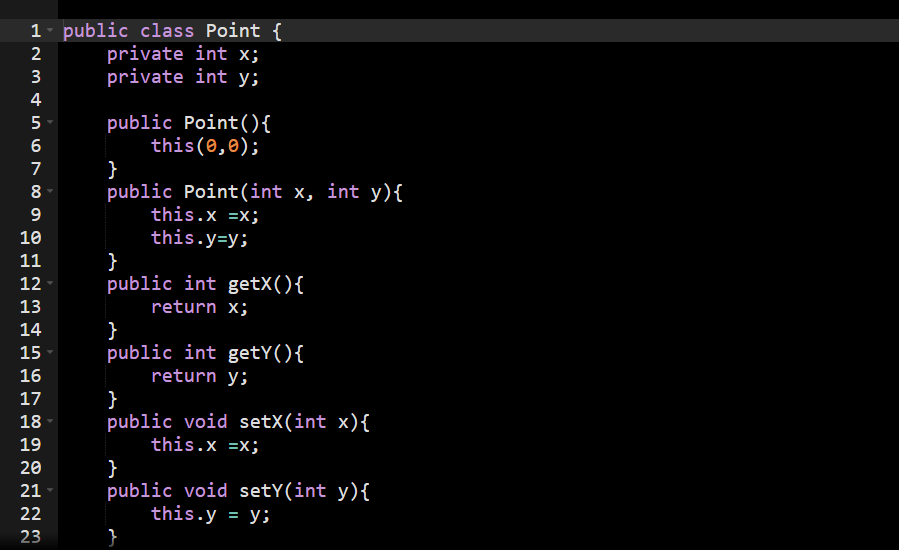 1 public class Point {
2     private int x;
3     private int y;
4
5     public Point(){
6         this(0,0);
7     }
8     public Point(int x, int y){
9         this.x =x;
10         this.y=y;
11     }
12     public int getX(){
13         return x;
14     }
15     public int getY(){
16         return y;
17     }
18     public void setX(int x){
19         this.x =x;
20     }
21     public void setY(int y){
22         this.y = y;
23     }